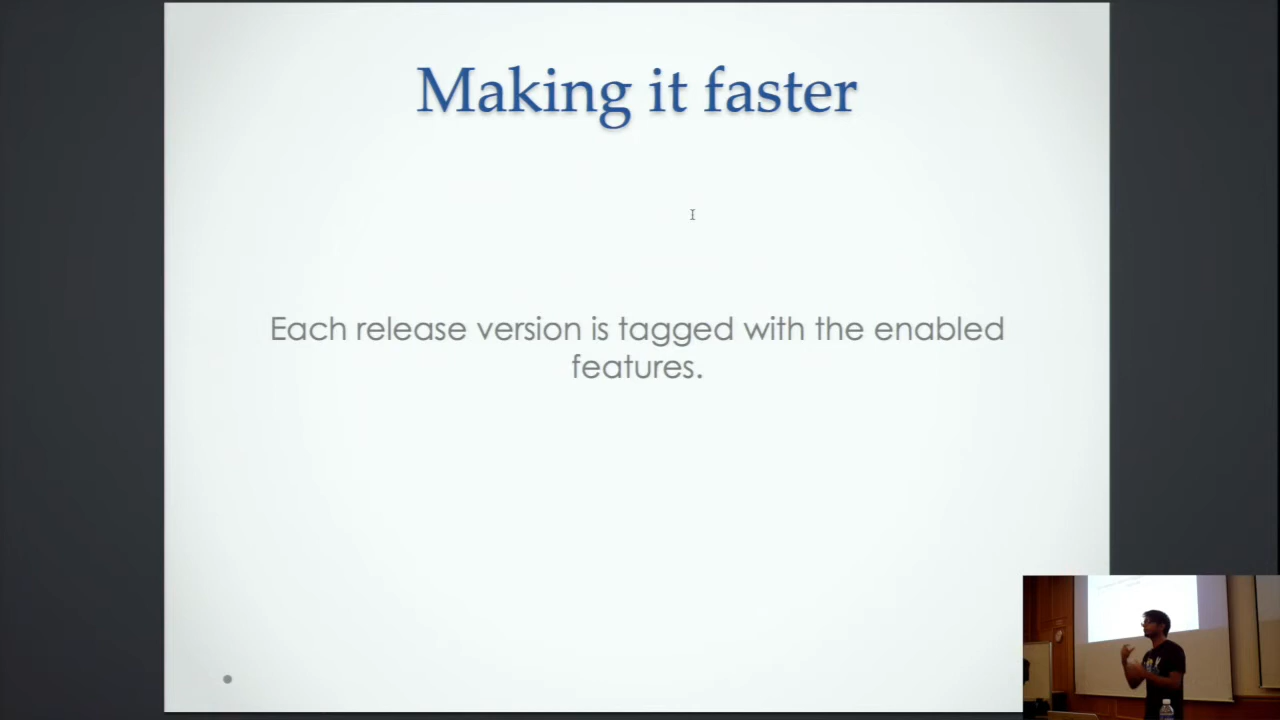 Making it faster
Each release version is tagged with the enabled
features.